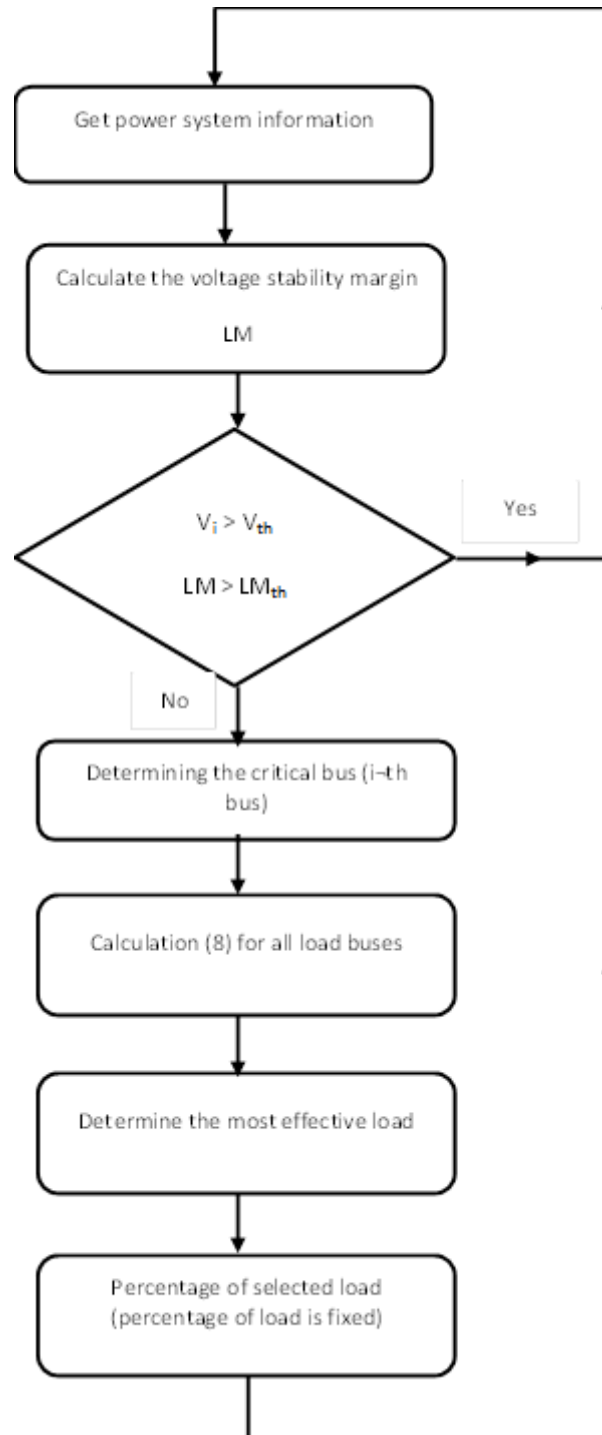 Get power system information
Calculate the voltage stability margin
LM
Vᵢ > Vₜₕ
LM > LMₜₕ
Yes
No
Determining the critical bus (i¬th
bus)
Calculation (8) for all load buses
Determine the most effective load
Percentage of selected load
(percentage of load is fixed)